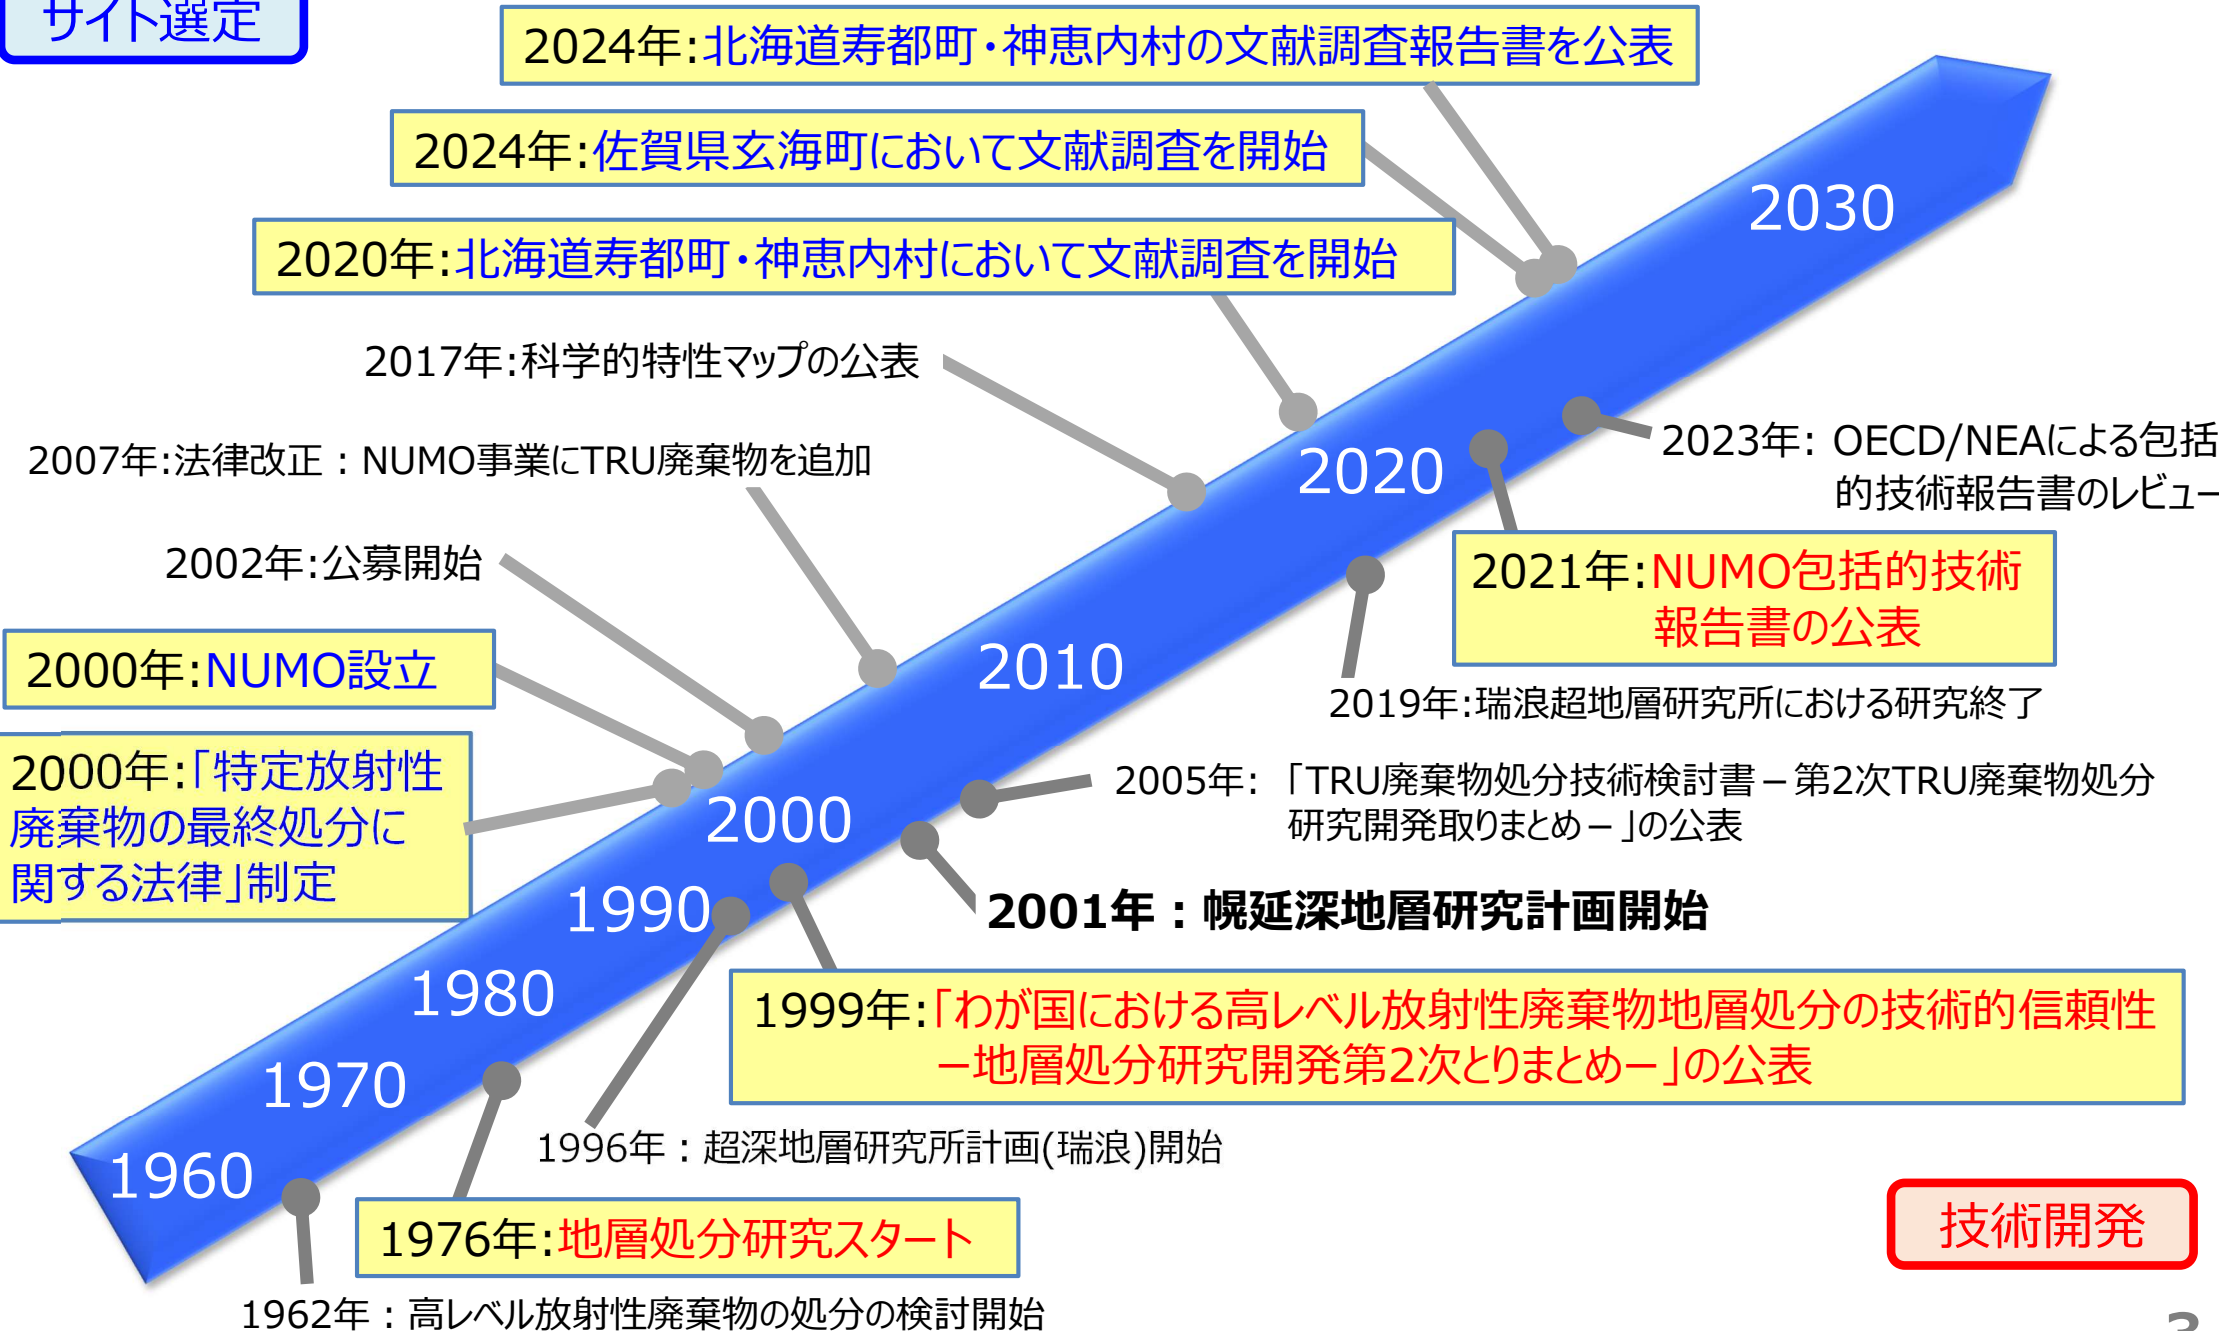 サイト選定
2024年:北海道寿都町・神恵内村の文献調査報告書を公表
2024年:佐賀県玄海町において文献調査を開始
2020年:北海道寿都町・神恵内村において文献調査を開始
2017年:科学的特性マップの公表
2007年:法律改正：NUMO事業にTRU廃棄物を追加
2002年:公募開始
2000年:NUMO設立
2000年:「特定放射性
廃棄物の最終処分に
関する法律」制定
2030
2020
2010
2000
1990
1980
1970
1960
2023年: OECD/NEAによる包括
的技術報告書のレビュー
2021年:NUMO包括的技術
報告書の公表
2019年:瑞浪超地層研究所における研究終了
2005年: 「TRU廃棄物処分技術検討書－第2次TRU廃棄物処分
研究開発取りまとめ－」の公表
2001年：幌延深地層研究計画開始
1999年:「わが国における高レベル放射性廃棄物地層処分の技術的信頼性
－地層処分研究開発第2次とりまとめー」の公表
1996年：超深地層研究所計画(瑞浪)開始
1976年:地層処分研究スタート
1962年：高レベル放射性廃棄物の処分の検討開始
技術開発
3